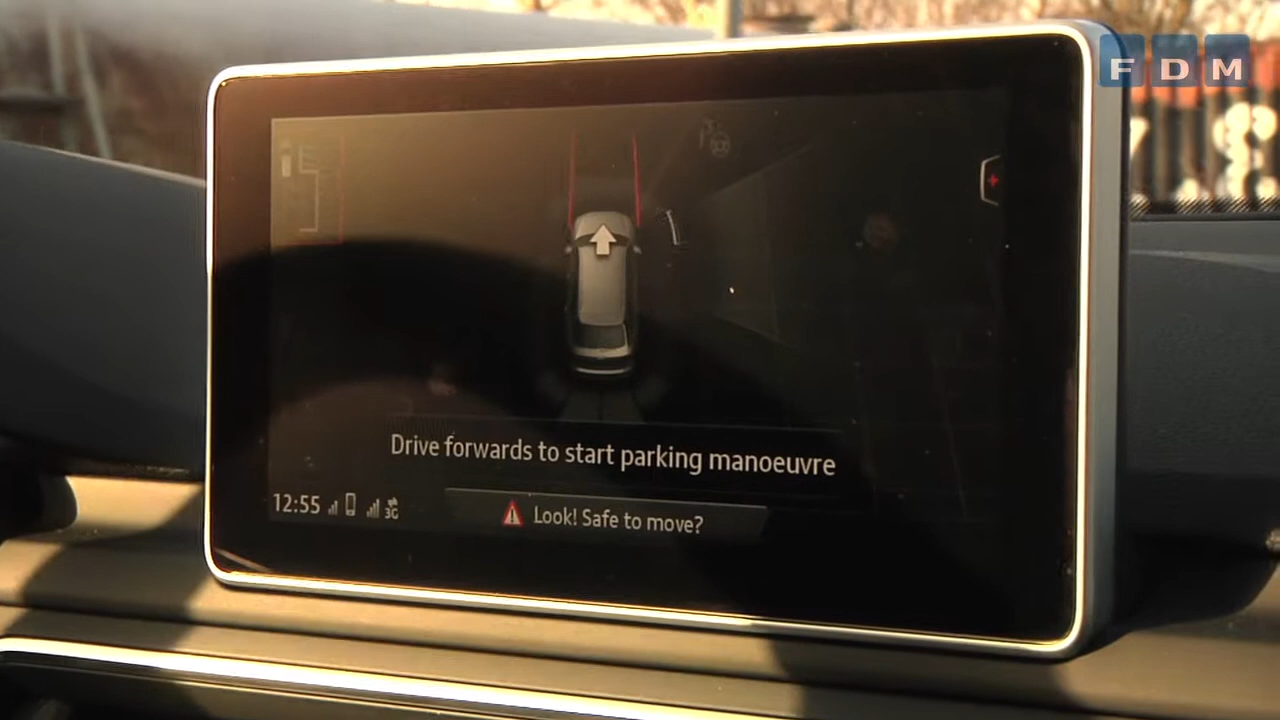 FDM
Drive forwards to start parking manoeuvre
12:55 3G
Look! Safe to move?